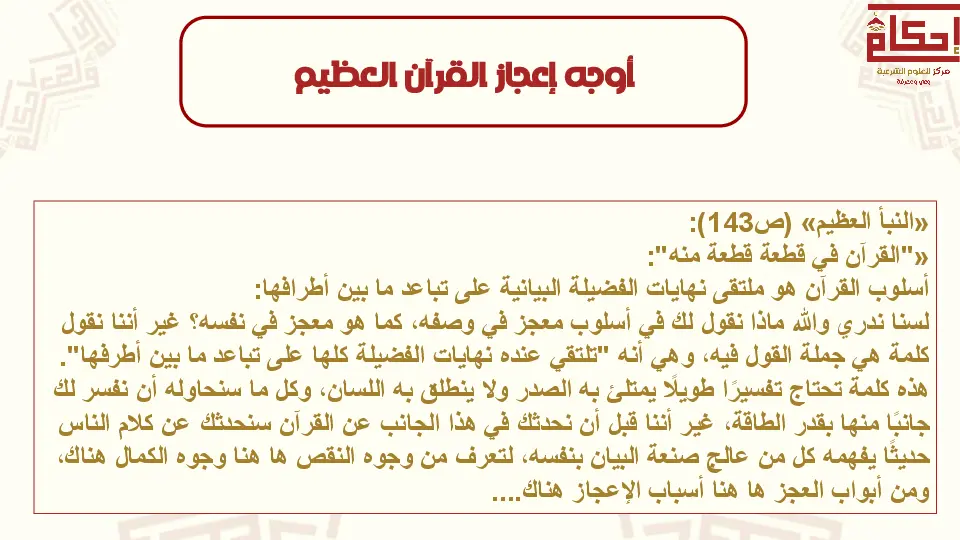 إحكام
مركز للعلوم الشرعية
وعي ومعرفة
أوجه إعجاز القرآن العظيم
«النبأ العظيم» (ص143):
«"القرآن في قطعة قطعة منه":
أسلوب القرآن هو ملتقى نهايات الفضيلة البيانية على تباعد ما بين أطرافها:
لسنا ندري والله ماذا نقول لك في أسلوب معجز في وصفه، كما هو معجز في نفسه؟ غير أننا نقول
كلمة هي جملة القول فيه، وهي أنه "تلتقي عنده نهايات الفضيلة كلها على تباعد ما بين أطرفها".
هذه كلمة تحتاج تفسيرًا طويلًا يمتلئ به الصدر ولا ينطلق به اللسان، وكل ما سنحاوله أن نفسر لك
جانبًا منها بقدر الطاقة، غير أننا قبل أن نحدثك في هذا الجانب عن القرآن سنحدثك عن كلام الناس
حديثًا يفهمه كل من عالج صنعة البيان بنفسه، لتعرف من وجوه النقص ها هنا وجوه الكمال هناك،
ومن أبواب العجز ها هنا أسباب الإعجاز هناك....